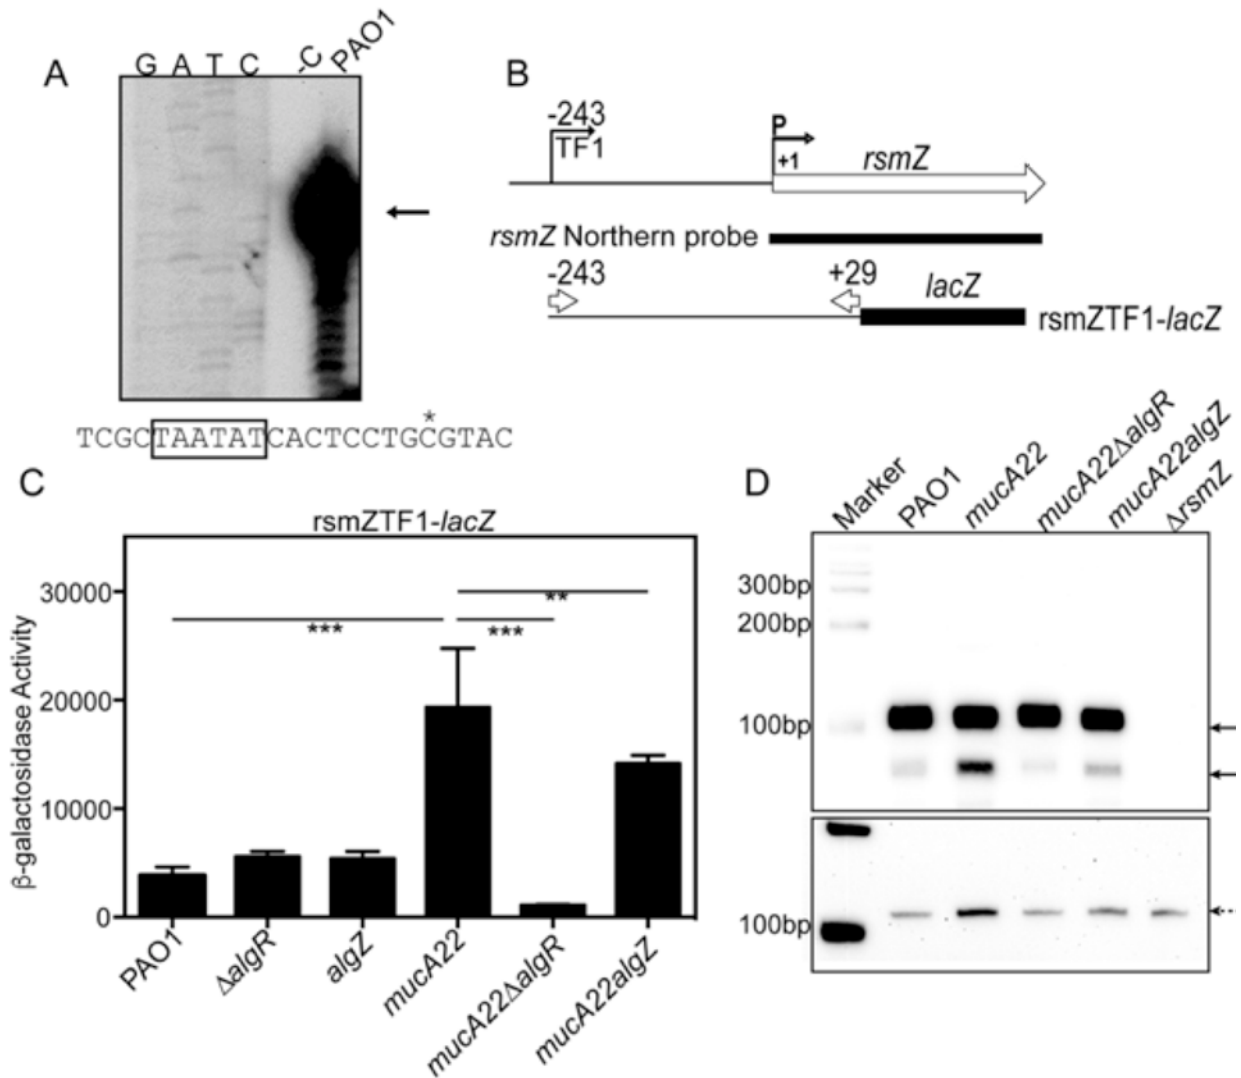 A
G A T C -C PAO1
*
TCGCTAATATCACTCCTGCGTAC
B
-243
TF1
P
+1
rsmZ
rsmZ Northern probe
-243
+29
lacZ
rsmZTF1-lacZ
C
rsmZTF1-lacZ
β-galactosidase Activity
30000
20000
10000
0
**
***
***
PAO1
ΔalgR
algZ
mucA22
mucA22ΔalgR
mucA22algZ
D
Marker
PAO1
mucA22
mucA22ΔalgR
mucA22algZ
ΔrsmZ
300bp
200bp
100bp
100bp